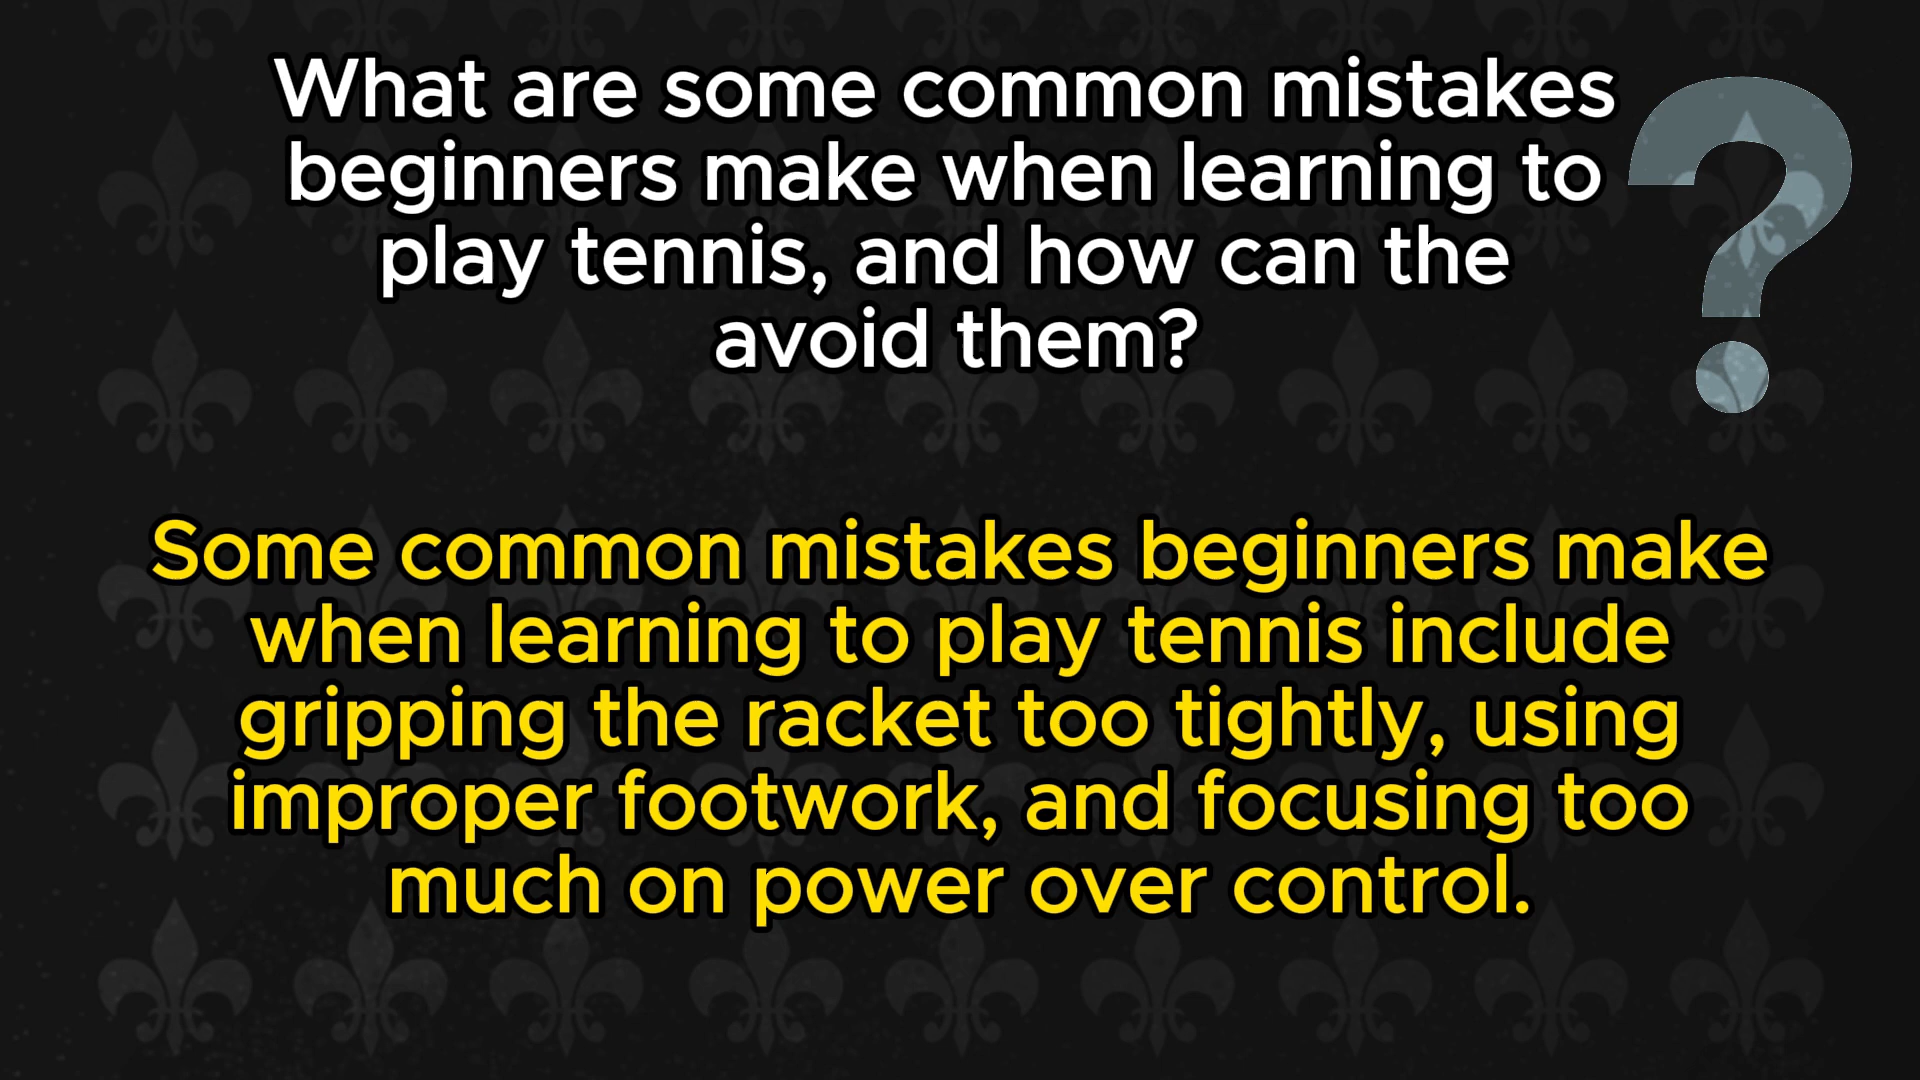 What are some common mistakes
beginners make when learning to
play tennis, and how can the
avoid them?
Some common mistakes beginners make
when learning to play tennis include
gripping the racket too tightly, using
improper footwork, and focusing too
much on power over control.
?